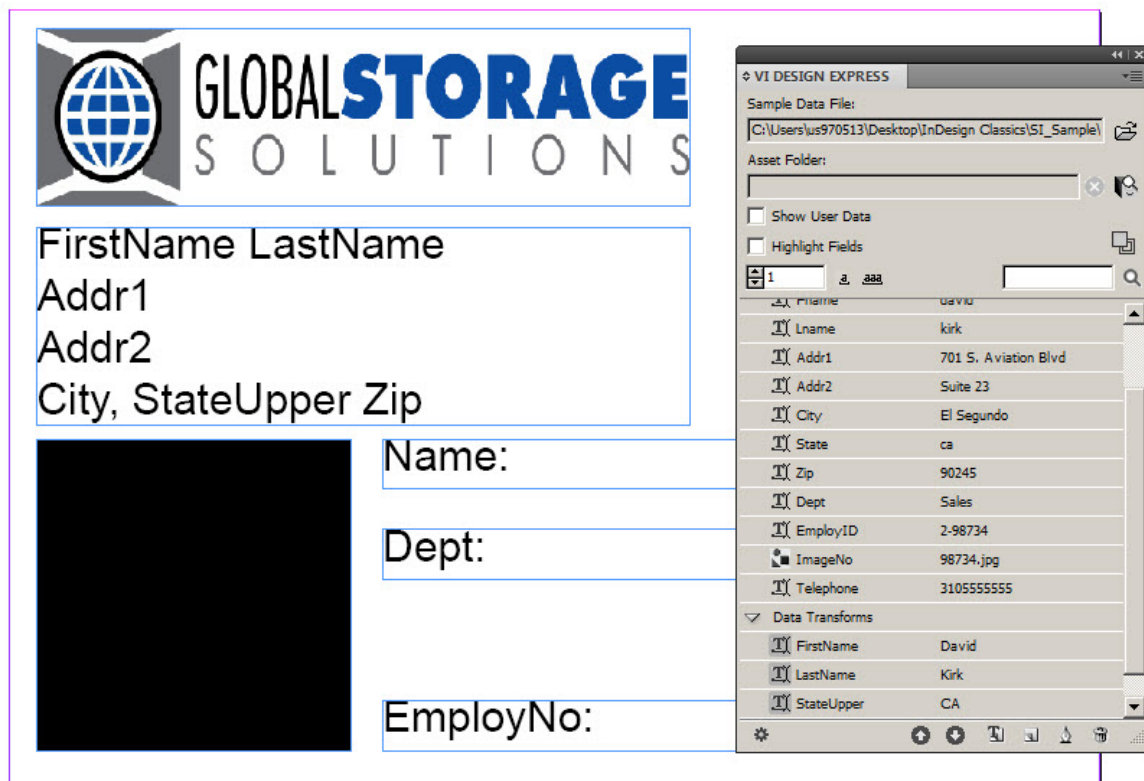 GLOBALSTORAGE
SOLUTIONS
FirstName LastName
Addr1
Addr2
City, StateUpper Zip
Name:
Dept:
EmployNo:
VI DESIGN EXPRESS
Sample Data File:
C:\Users\us970513\Desktop\InDesign Classics\SI_Sample\
Asset Folder:
Show User Data
Highlight Fields
1 a aaa
Fname david
Lname kirk
Addr1 701 S. Aviation Blvd
Addr2 Suite 23
City El Segundo
State ca
Zip 90245
Dept Sales
EmployID 2-98734
ImageNo 98734.jpg
Telephone 3105555555
Data Transforms
FirstName David
LastName Kirk
StateUpper CA